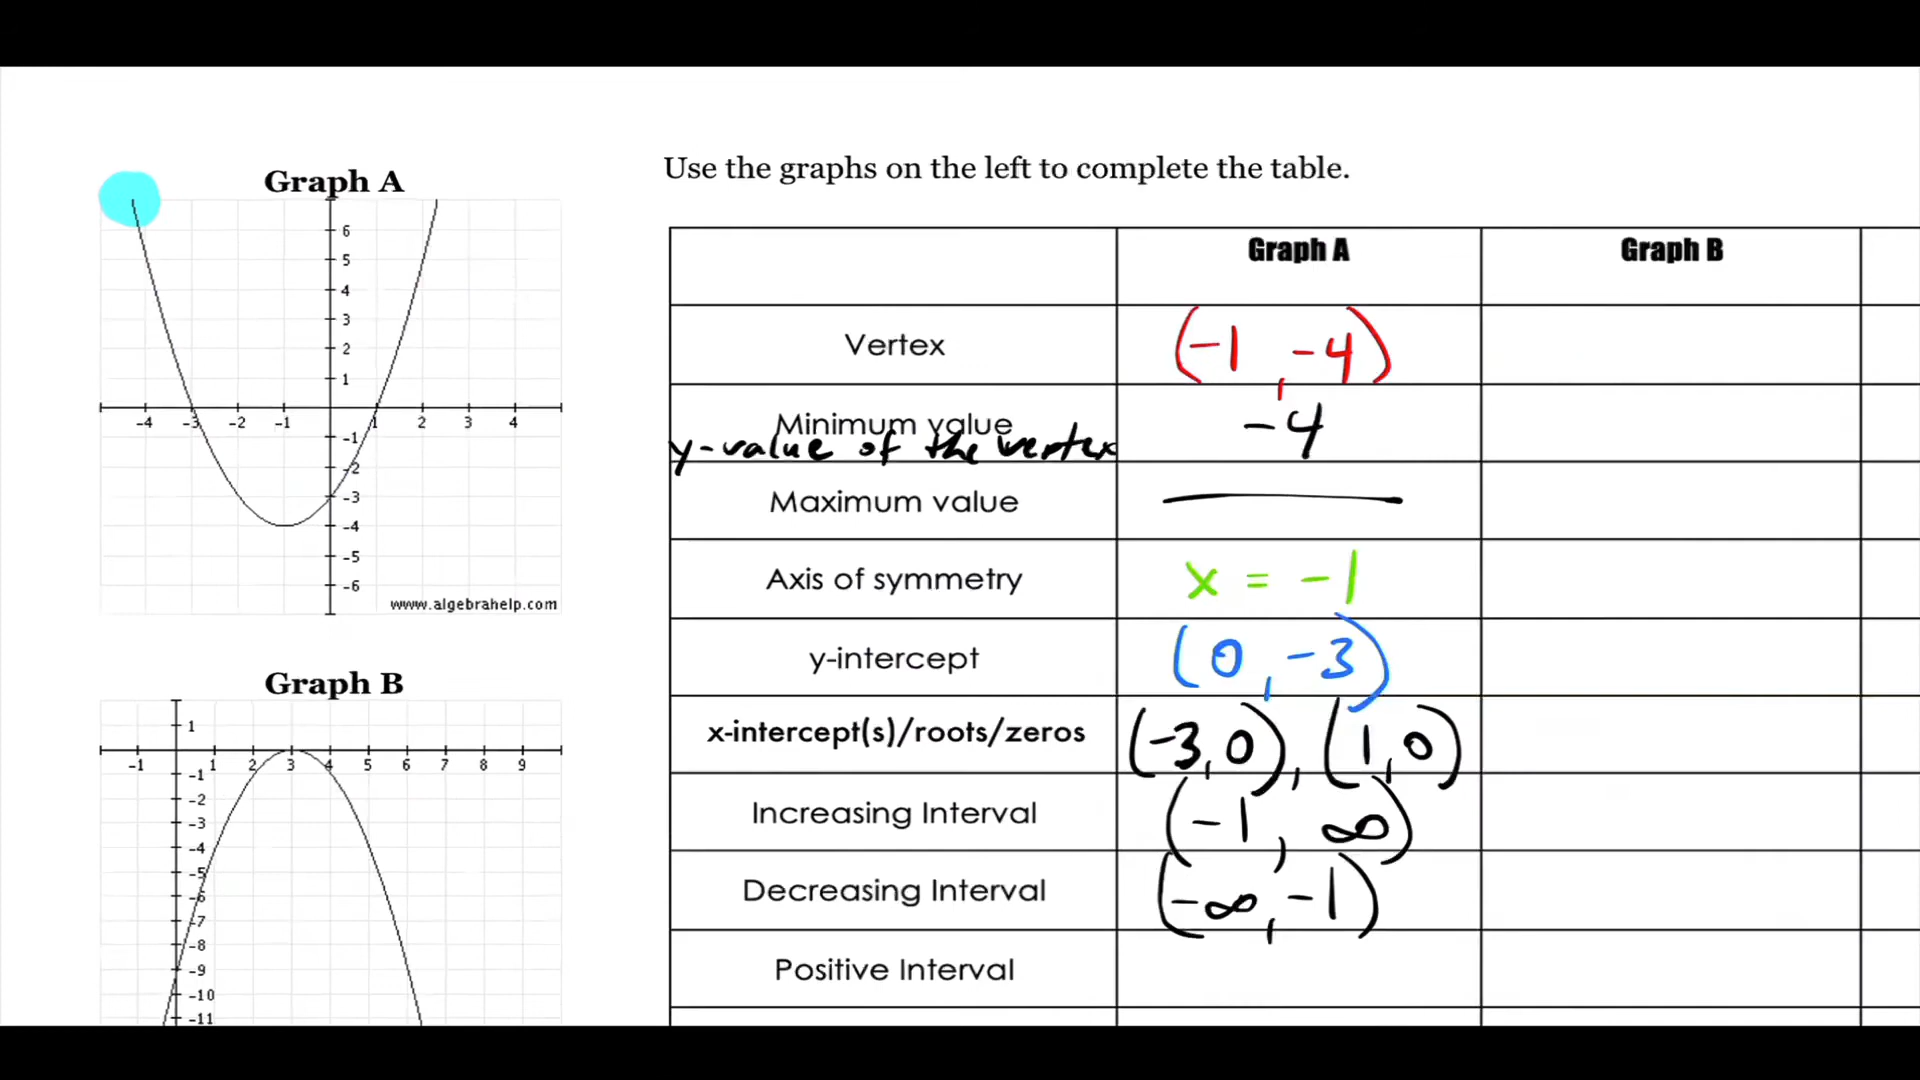 Use the graphs on the left to complete the table.
Graph A
6
5
4
3
2
1
-4 -3 -2 -1 1 2 3 4
-1
-2
-3
-4
-5
-6
www.algebrahelp.com
Graph B
1
-1 1 2 3 4 5 6 7 8 9
-1
-2
-3
-4
-5
-6
-7
-8
-9
-10
-11
Graph A Graph B
Vertex (-1, -4)
Minimum value -4
y-value of the vertex
Maximum value
Axis of symmetry x = -1
y-intercept (0, -3)
x-intercept(s)/roots/zeros (-3,0), (1,0)
Increasing Interval (-1, ∞)
Decreasing Interval (-∞, -1)
Positive Interval